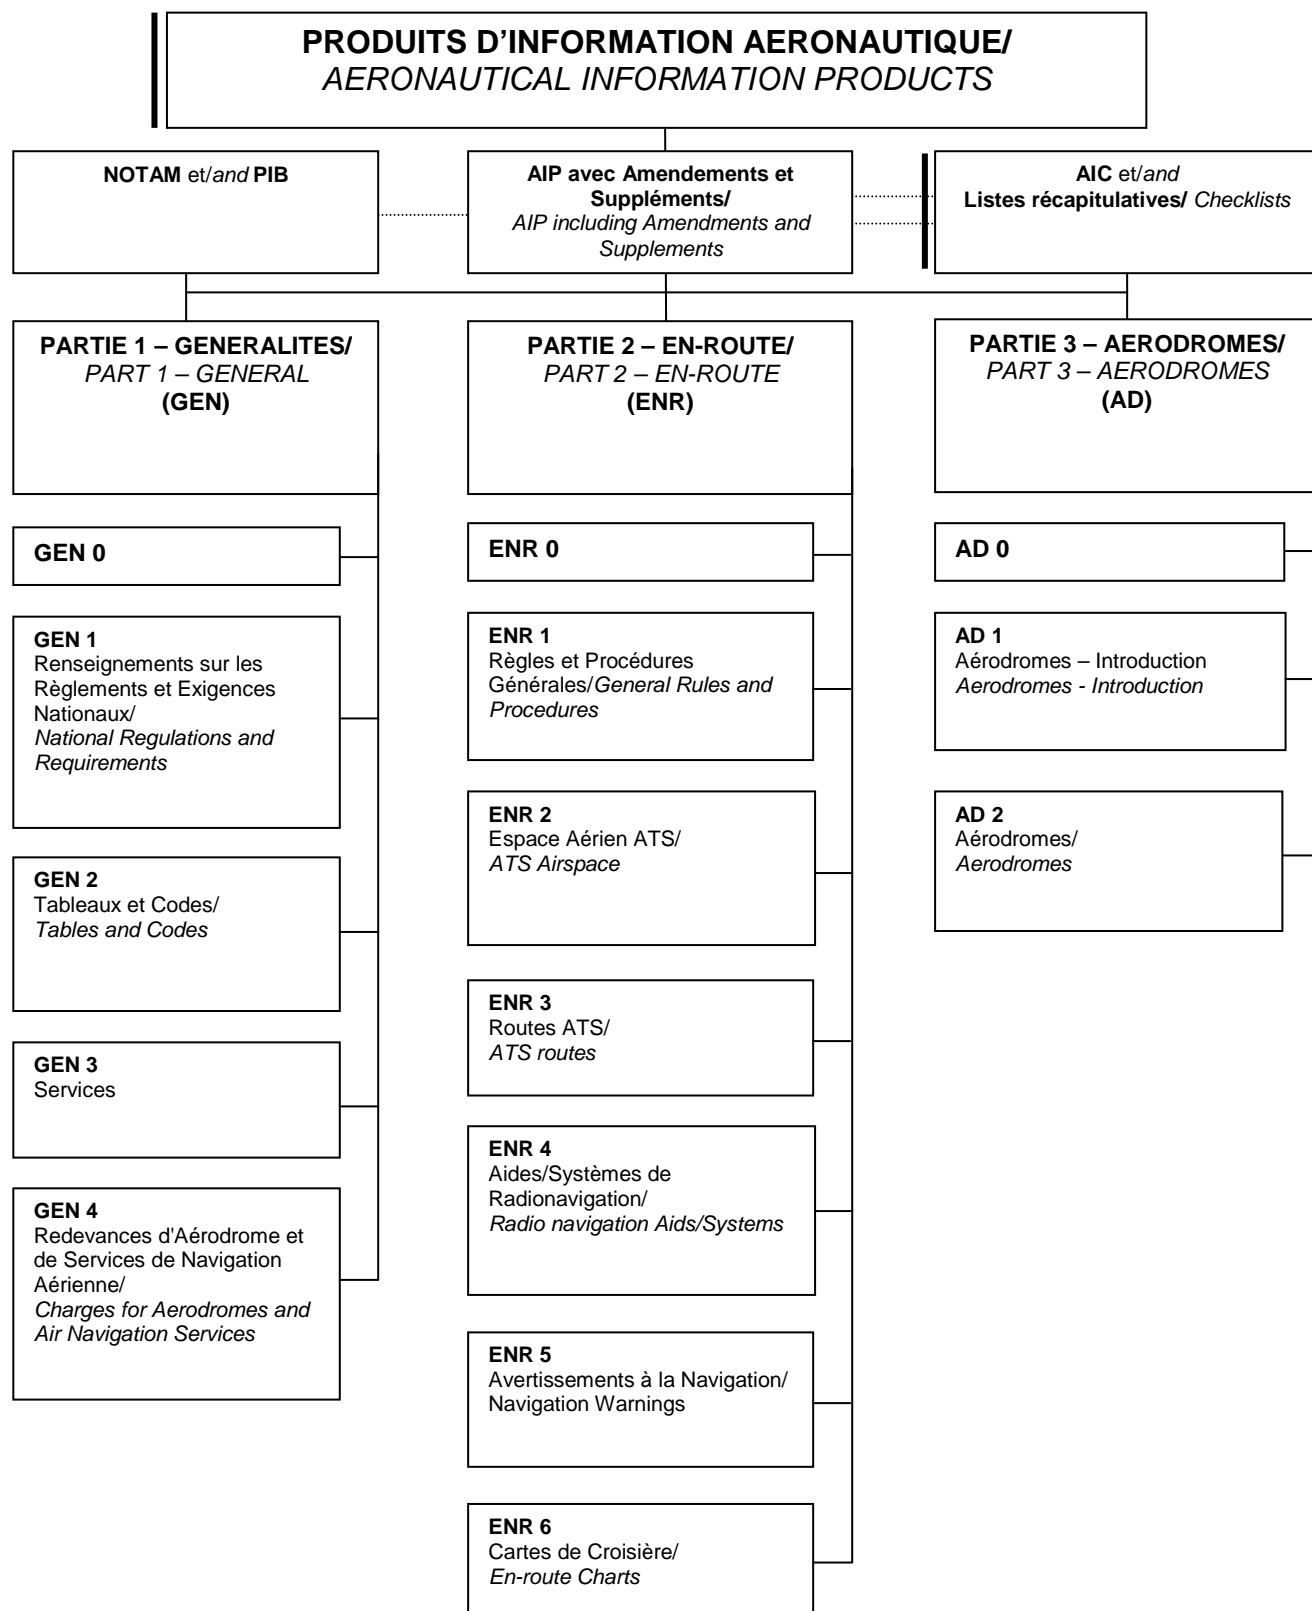 PRODUITS D’INFORMATION AERONAUTIQUE/
AERONAUTICAL INFORMATION PRODUCTS
NOTAM et/and PIB
AIP avec Amendements et
Suppléments/
AIP including Amendments and
Supplements
AIC et/and
Listes récapitulatives/ Checklists
PARTIE 1 – GENERALITES/
PART 1 – GENERAL
(GEN)
PARTIE 2 – EN-ROUTE/
PART 2 – EN-ROUTE
(ENR)
PARTIE 3 – AERODROMES/
PART 3 – AERODROMES
(AD)
GEN 0
GEN 1
Renseignements sur les
Règlements et Exigences
Nationaux/
National Regulations and
Requirements
GEN 2
Tableaux et Codes/
Tables and Codes
GEN 3
Services
GEN 4
Redevances d'Aérodrome et
de Services de Navigation
Aérienne/
Charges for Aerodromes and
Air Navigation Services
ENR 0
ENR 1
Règles et Procédures
Générales/General Rules and
Procedures
ENR 2
Espace Aérien ATS/
ATS Airspace
ENR 3
Routes ATS/
ATS routes
ENR 4
Aides/Systèmes de
Radionavigation/
Radio navigation Aids/Systems
ENR 5
Avertissements à la Navigation/
Navigation Warnings
ENR 6
Cartes de Croisière/
En-route Charts
AD 0
AD 1
Aérodromes – Introduction
Aerodromes - Introduction
AD 2
Aérodromes/
Aerodromes